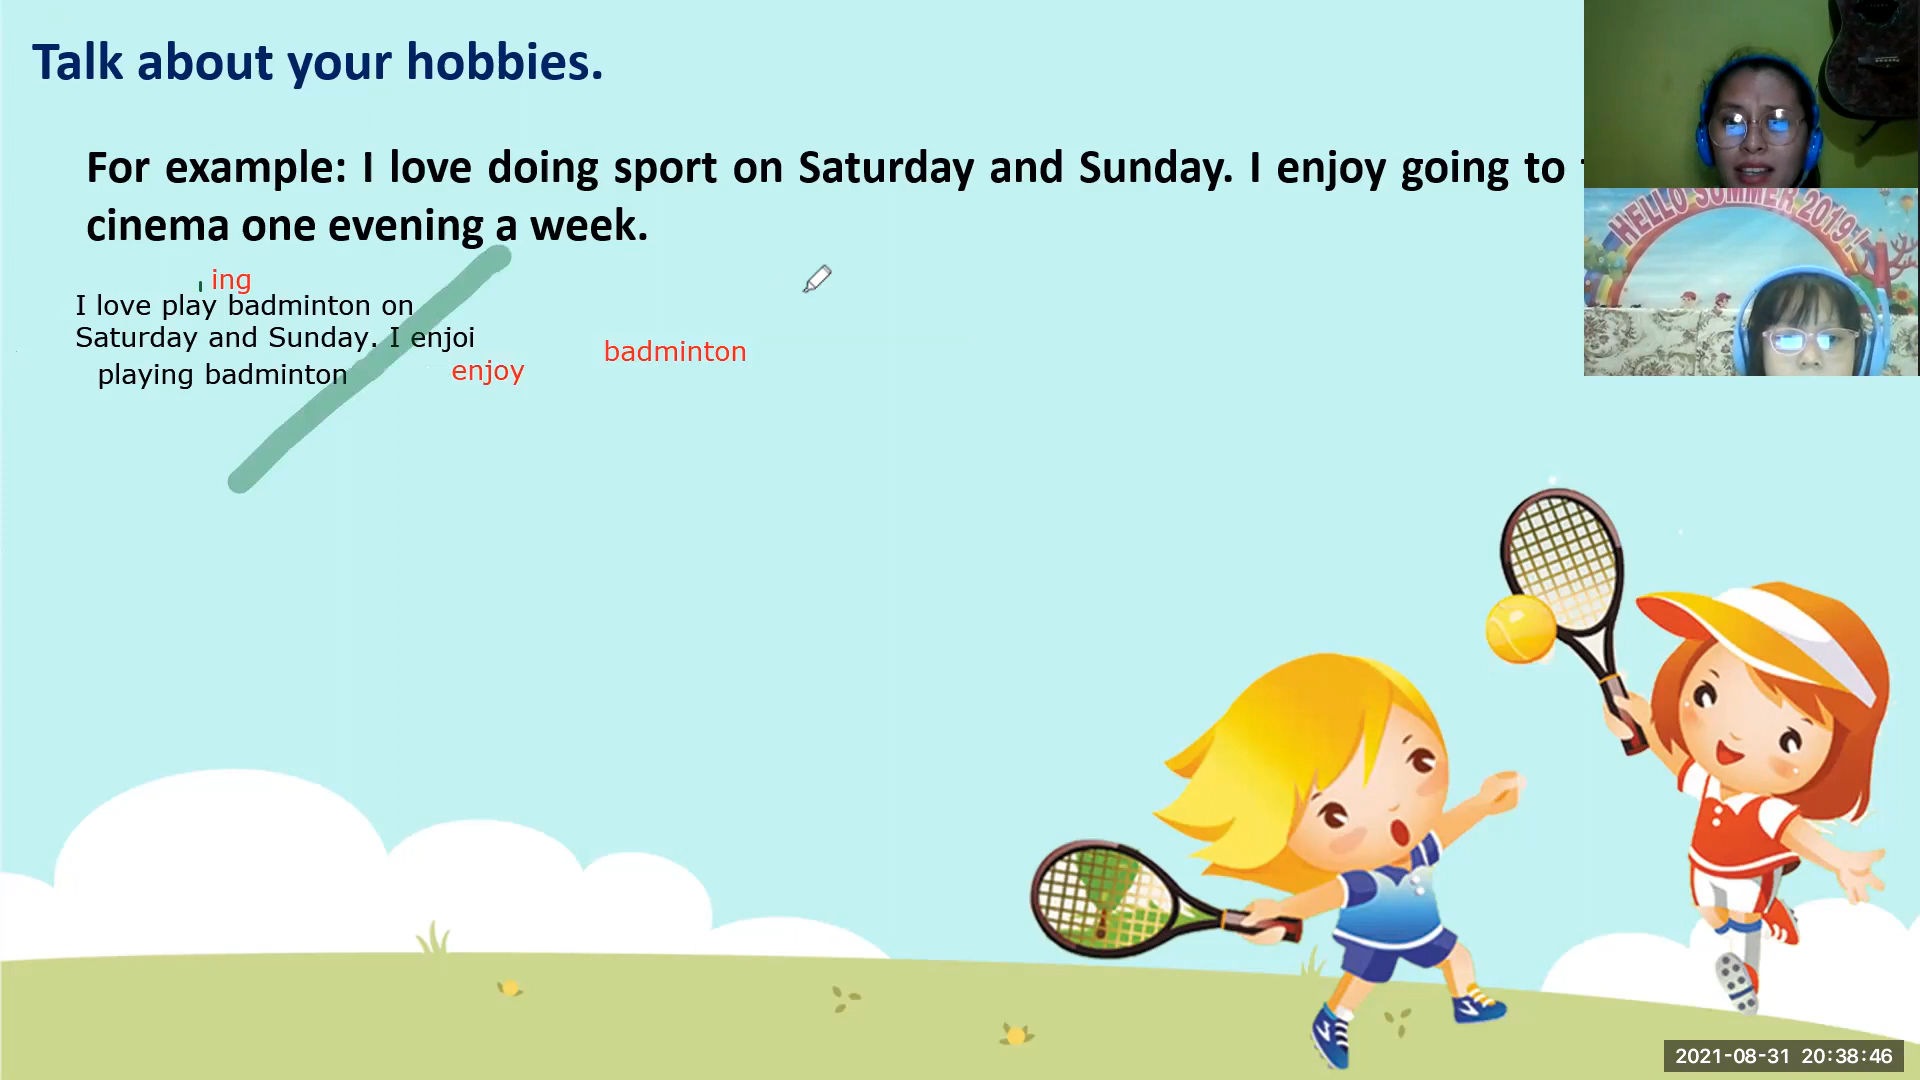 Talk about your hobbies.
For example: I love doing sport on Saturday and Sunday. I enjoy going to
cinema one evening a week.
ing
I love play badminton on
Saturday and Sunday. I enjoi
badminton
enjoy
playing badminton
HELLO SUMMER 2019!
2021-08-31 20:38:46